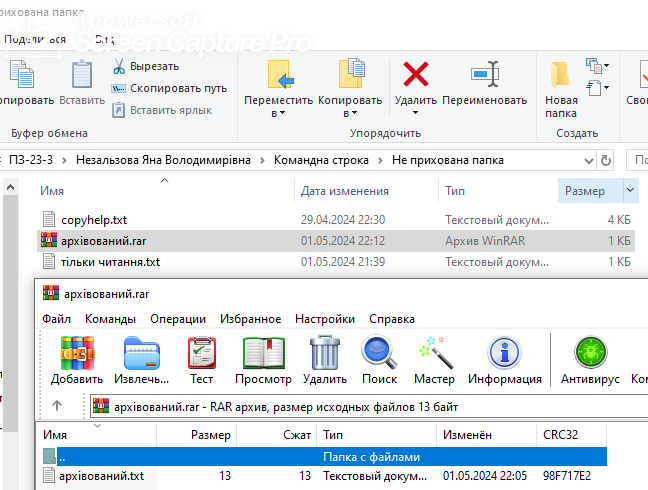 рихована папка
Apowersoft
Screen Capture Pro
Поделиться Вид
опировать
Вставить
Вырезать
Скопировать путь
Вставить ярлык
Буфер обмена
Переместить в
Копировать в
Удалить
Переименовать
Упорядочить
Новая папка
Создать
Сво
ПЗ-23-3 > Незальзова Яна Володимирівна > Командна строка > Не прихована папка
По
Имя Дата изменения Тип Размер
copyhelp.txt 29.04.2024 22:30 Текстовый докум... 4 КБ
архівований.rar 01.05.2024 22:12 Архив WinRAR 1 КБ
тільки читання.txt 01.05.2024 21:39 Текстовый докум... 1 КБ
архівований.rar
Файл Команды Операции Избранное Настройки Справка
Добавить Извлечь... Тест Просмотр Удалить Поиск Мастер Информация Антивирус Ком
архівований.rar - RAR архив, размер исходных файлов 13 байт
Имя Размер Сжат Тип Изменён CRC32
.. Папка с файлами
архівований.txt 13 13 Текстовый докум... 01.05.2024 22:05 98F717E2